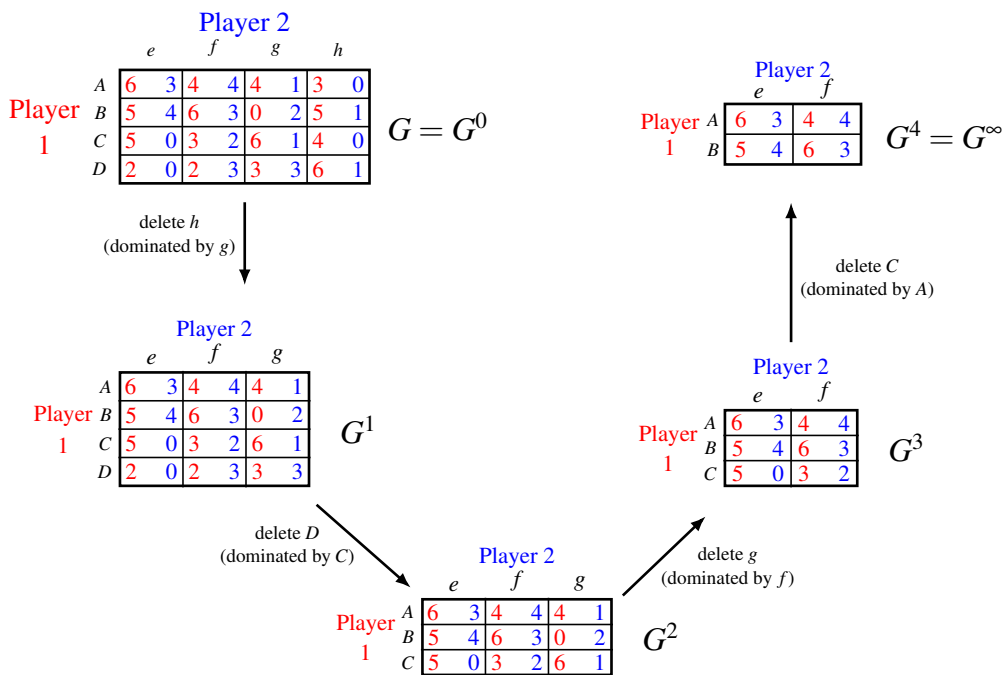 Player 2
e f g h
Player 1
A 6 3 4 4 4 1 3 0
B 5 4 6 3 0 2 5 1
C 5 0 3 2 6 1 4 0
D 2 0 2 3 3 3 6 1
G = G⁰
delete h
(dominated by g)
Player 2
e f g
Player 1
A 6 3 4 4 4 1
B 5 4 6 3 0 2
C 5 0 3 2 6 1
D 2 0 2 3 3 3
G¹
delete D
(dominated by C)
Player 2
e f g
Player 1
A 6 3 4 4 4 1
B 5 4 6 3 0 2
C 5 0 3 2 6 1
G²
delete g
(dominated by f)
Player 2
e f
Player 1
A 6 3 4 4
B 5 4 6 3
C 5 0 3 2
G³
delete C
(dominated by A)
Player 2
e f
Player 1
A 6 3 4 4
B 5 4 6 3
G⁴ = G^∞